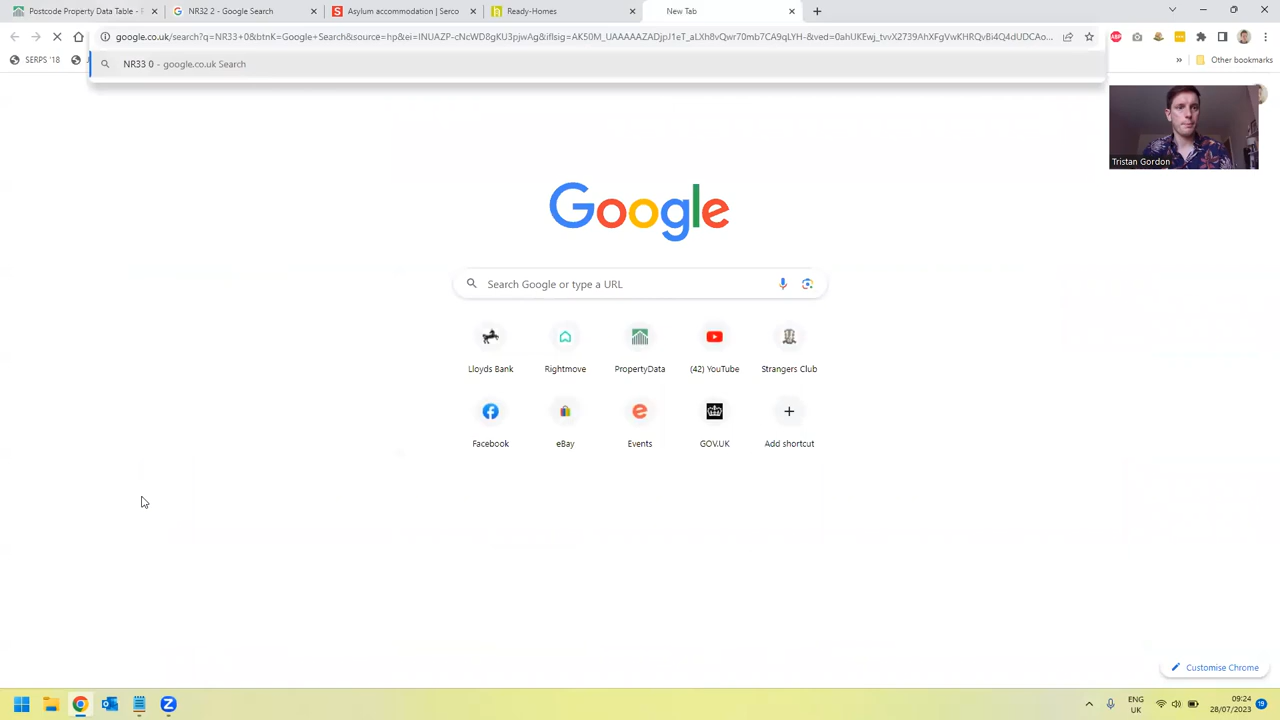 Postcode Property Data Table - P
NR32 2 - Google Search
Asylum accommodation | Serco
Ready-Homes
New Tab
google.co.uk/search?q=NR33+0&btnK=Google+Search&source=hp&ei=
SERPS '18
Other bookmarks
NR33 0 - google.co.uk Search
Tristan Gordon
Google
Search Google or type a URL
Lloyds Bank
Rightmove
PropertyData
(42) YouTube
Strangers Club
Facebook
eBay
Events
GOV.UK
Add shortcut
Customise Chrome
ENG
UK
09:24
28/07/2023
19